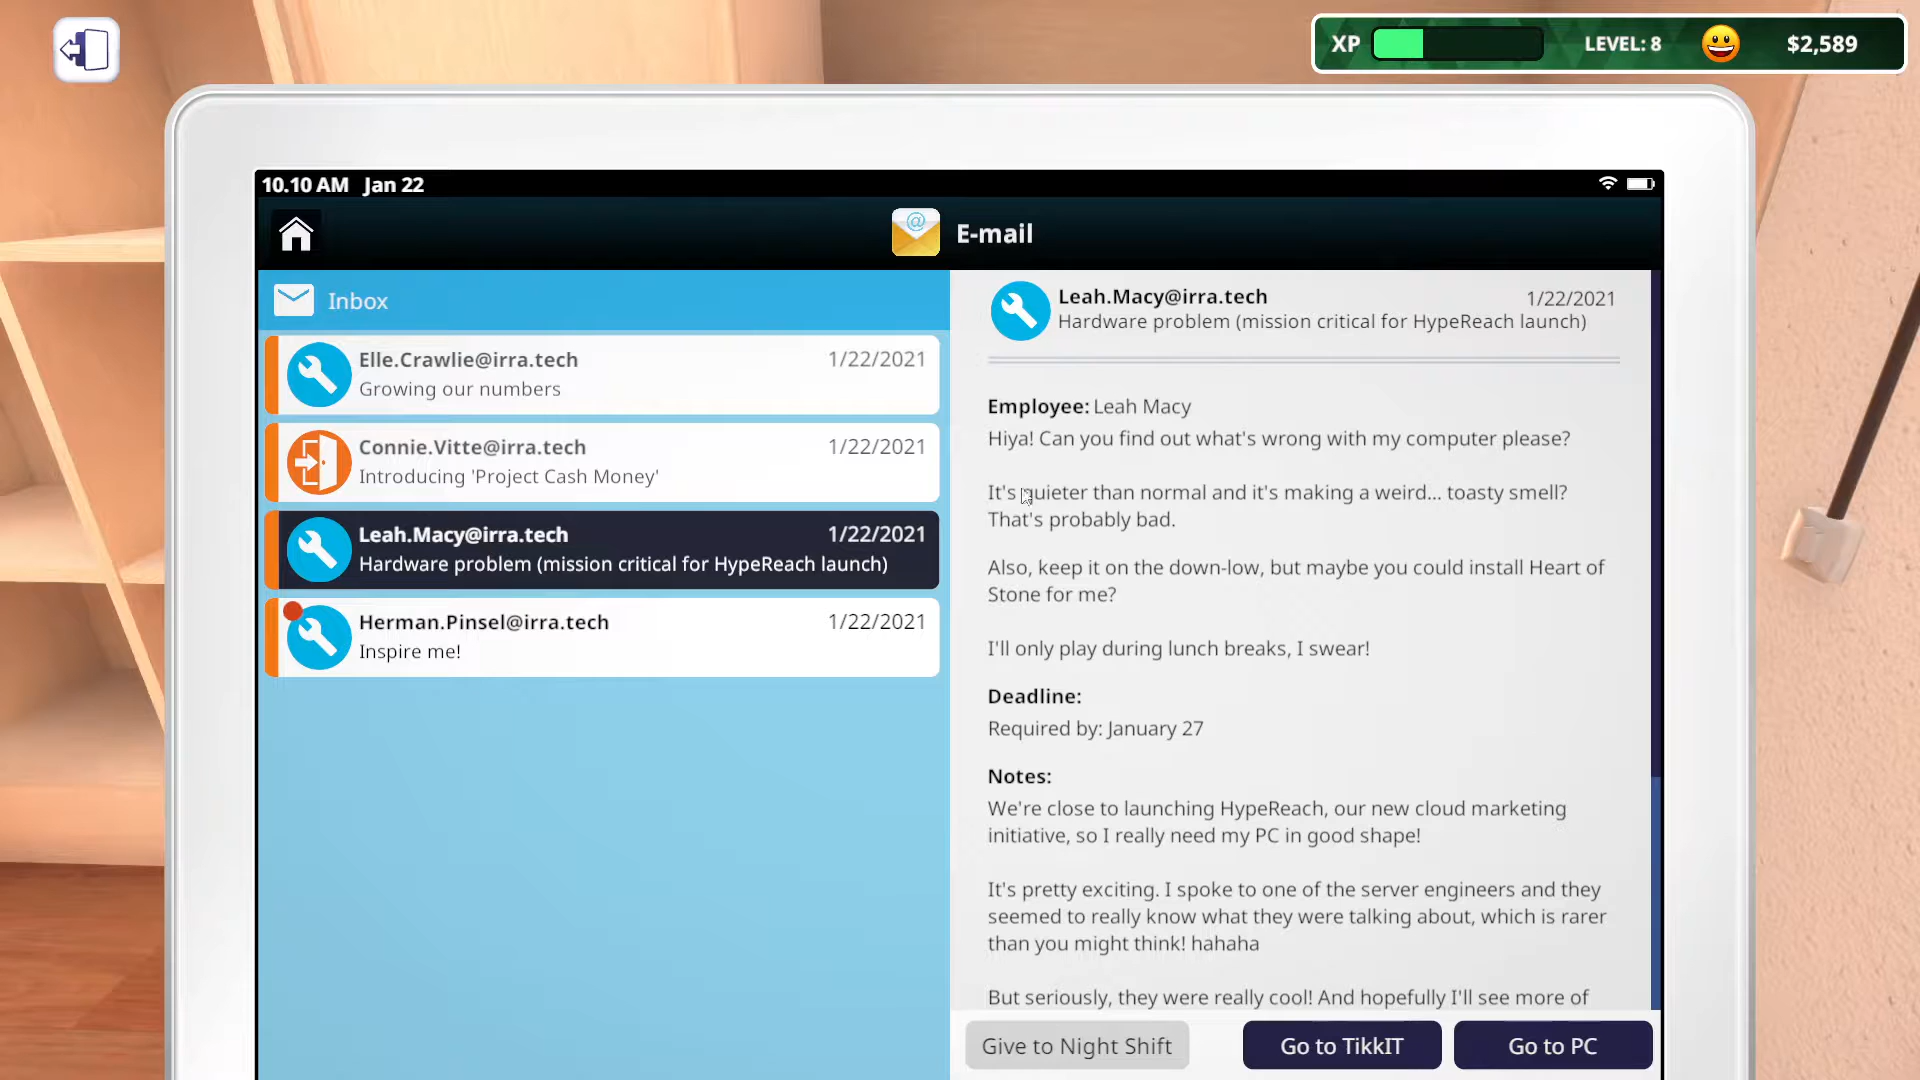 XP
LEVEL: 8
$2,589
10.10 AM Jan 22
E-mail
Inbox
Elle.Crawlie@irra.tech
1/22/2021
Growing our numbers
Connie.Vitte@irra.tech
1/22/2021
Introducing 'Project Cash Money'
Leah.Macy@irra.tech
1/22/2021
Hardware problem (mission critical for HypeReach launch)
Herman.Pinsel@irra.tech
1/22/2021
Inspire me!
Leah.Macy@irra.tech
1/22/2021
Hardware problem (mission critical for HypeReach launch)
Employee: Leah Macy
Hiya! Can you find out what's wrong with my computer please?
It's quieter than normal and it's making a weird... toasty smell?
That's probably bad.
Also, keep it on the down-low, but maybe you could install Heart of
Stone for me?
I'll only play during lunch breaks, I swear!
Deadline:
Required by: January 27
Notes:
We're close to launching HypeReach, our new cloud marketing
initiative, so I really need my PC in good shape!
It's pretty exciting. I spoke to one of the server engineers and they
seemed to really know what they were talking about, which is rarer
than you might think! hahaha
But seriously, they were really cool! And hopefully I'll see more of
Give to Night Shift
Go to TikkIT
Go to PC